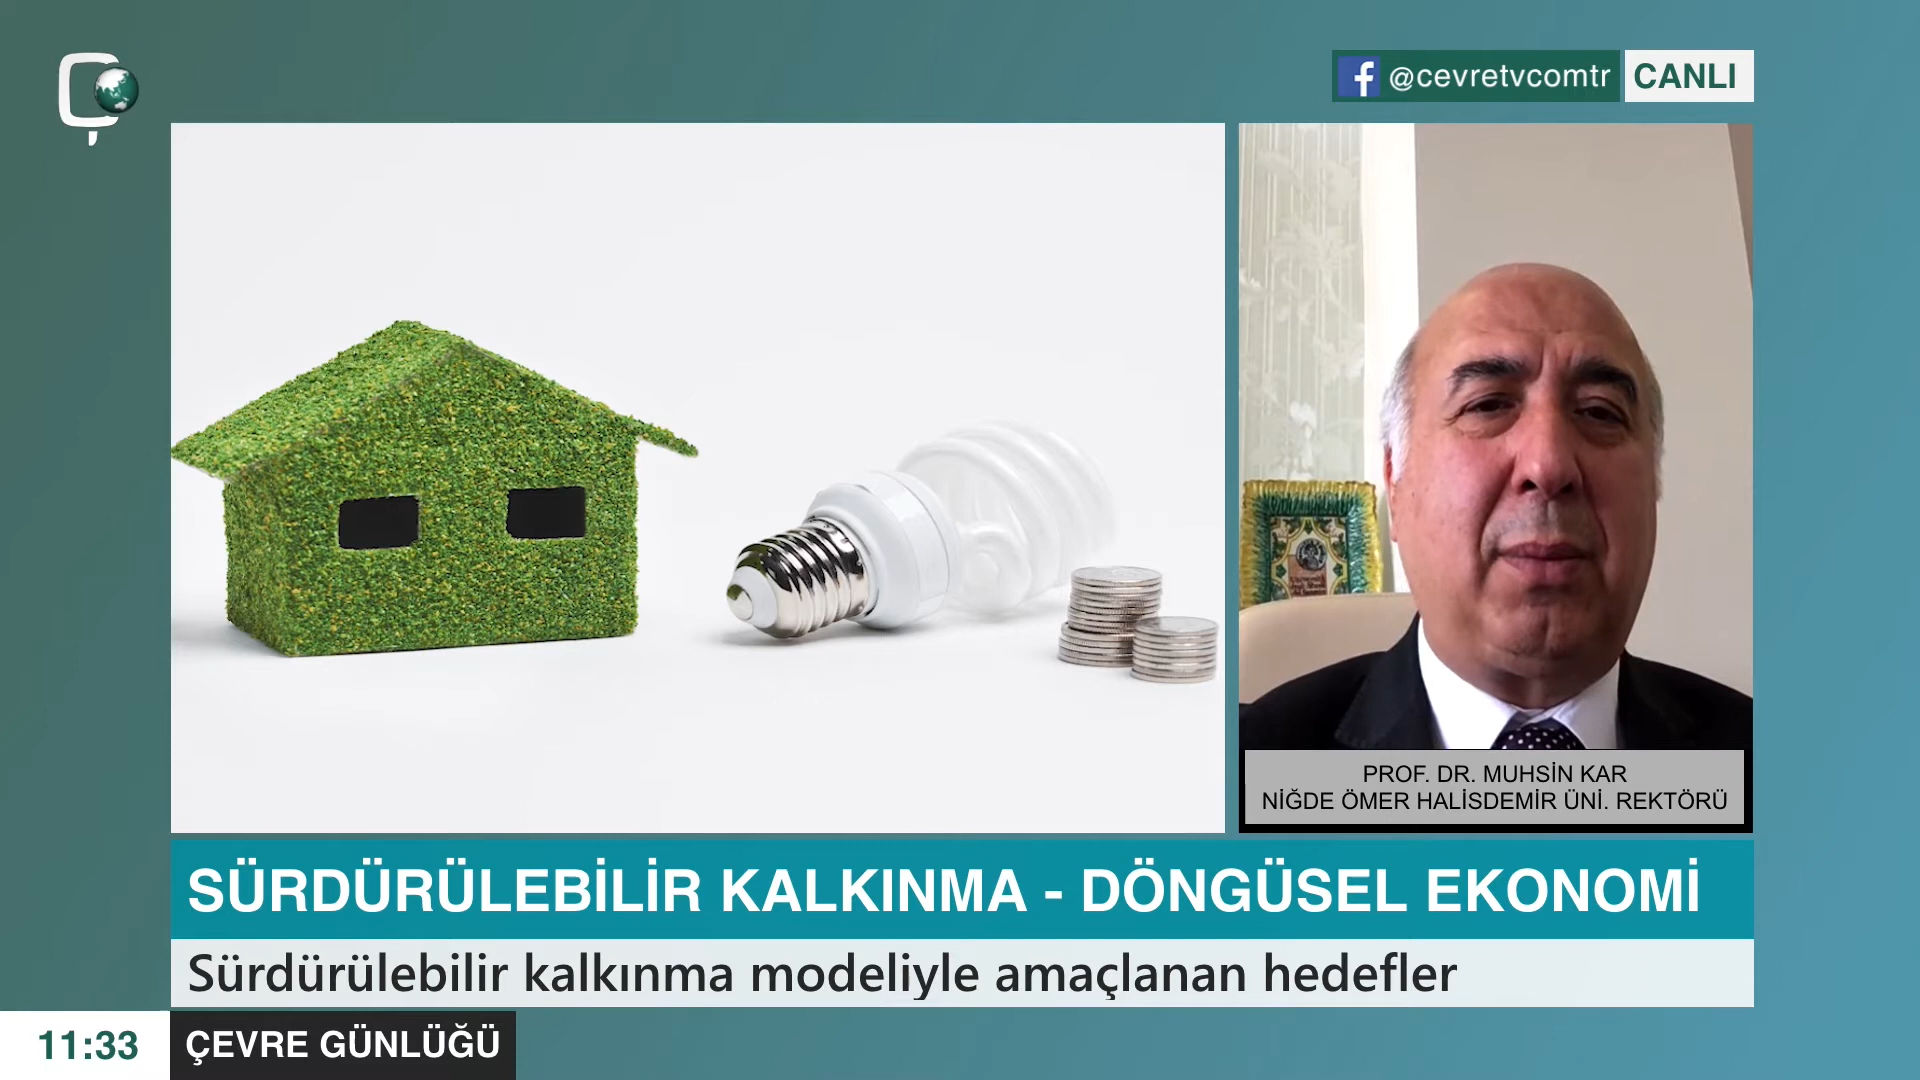 @cevretvcomtr CANLI
PROF. DR. MUHSİN KAR
NİĞDE ÖMER HALİSDEMİR ÜNİ. REKTÖRÜ
SÜRDÜRÜLEBİLİR KALKINMA - DÖNGÜSEL EKONOMİ
Sürdürülebilir kalkınma modeliyle amaçlanan hedefler
11:33 ÇEVRE GÜNLÜĞÜ